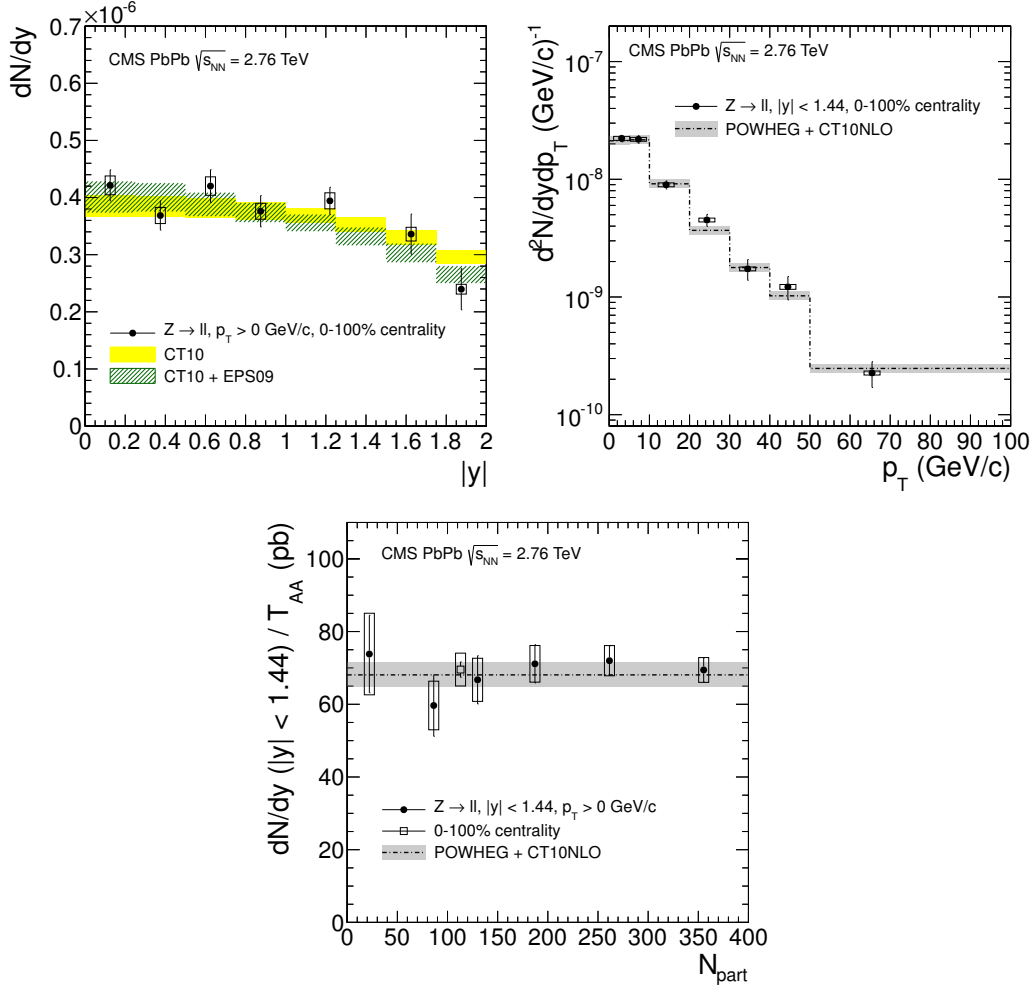 ×10⁻⁶
dN/dy
CMS PbPb √s_NN = 2.76 TeV
0.7
0.6
0.5
0.4
0.3
0.2
0.1
0
Z → ll, p_T > 0 GeV/c, 0-100% centrality
CT10
CT10 + EPS09
0 0.2 0.4 0.6 0.8 1 1.2 1.4 1.6 1.8 2
|y|
d²N/dydp_T (GeV/c)⁻¹
CMS PbPb √s_NN = 2.76 TeV
10⁻⁷
10⁻⁸
10⁻⁹
10⁻¹⁰
Z → ll, |y| < 1.44, 0-100% centrality
POWHEG + CT10NLO
0 10 20 30 40 50 60 70 80 90 100
p_T (GeV/c)
dN/dy (|y| < 1.44) / T_AA (pb)
CMS PbPb √s_NN = 2.76 TeV
100
80
60
40
20
0
Z → ll, |y| < 1.44, p_T > 0 GeV/c
0-100% centrality
POWHEG + CT10NLO
0 50 100 150 200 250 300 350 400
N_part